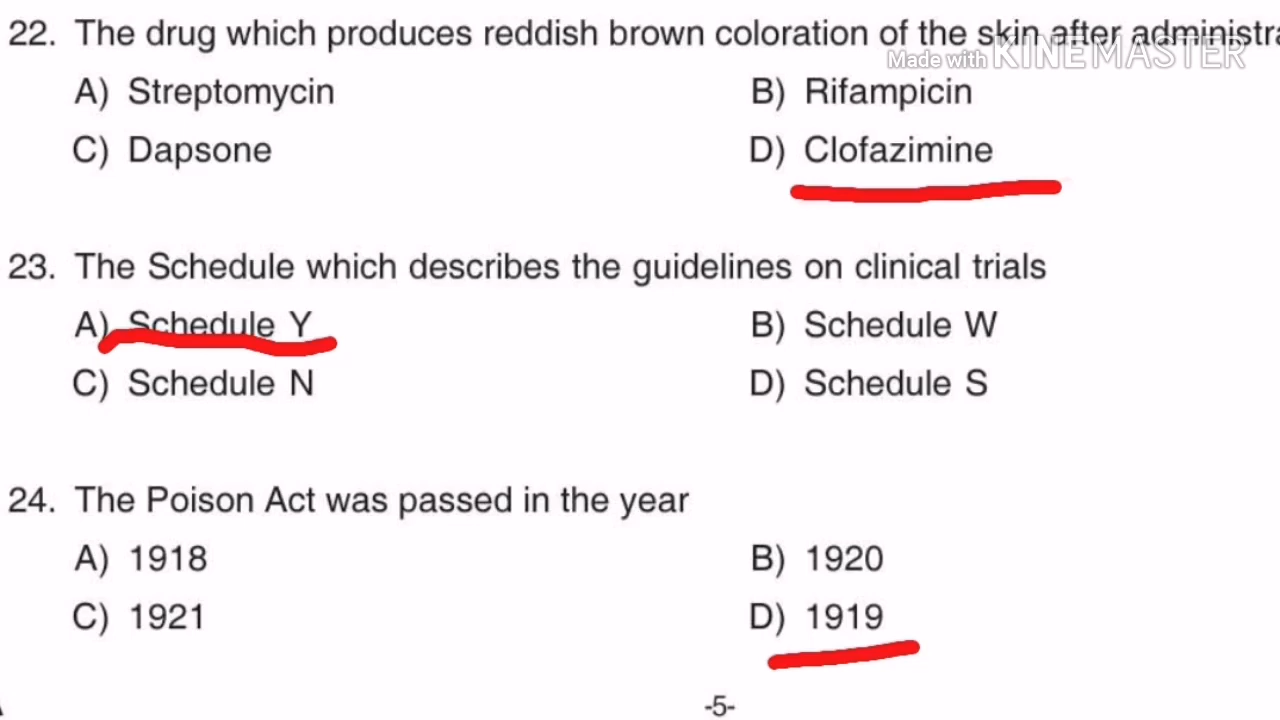 22. The drug which produces reddish brown coloration of the skin after administra
Made with KINEMASTER
A) Streptomycin
B) Rifampicin
C) Dapsone
D) Clofazimine
23. The Schedule which describes the guidelines on clinical trials
A) Schedule Y
B) Schedule W
C) Schedule N
D) Schedule S
24. The Poison Act was passed in the year
A) 1918
B) 1920
C) 1921
D) 1919
-5-